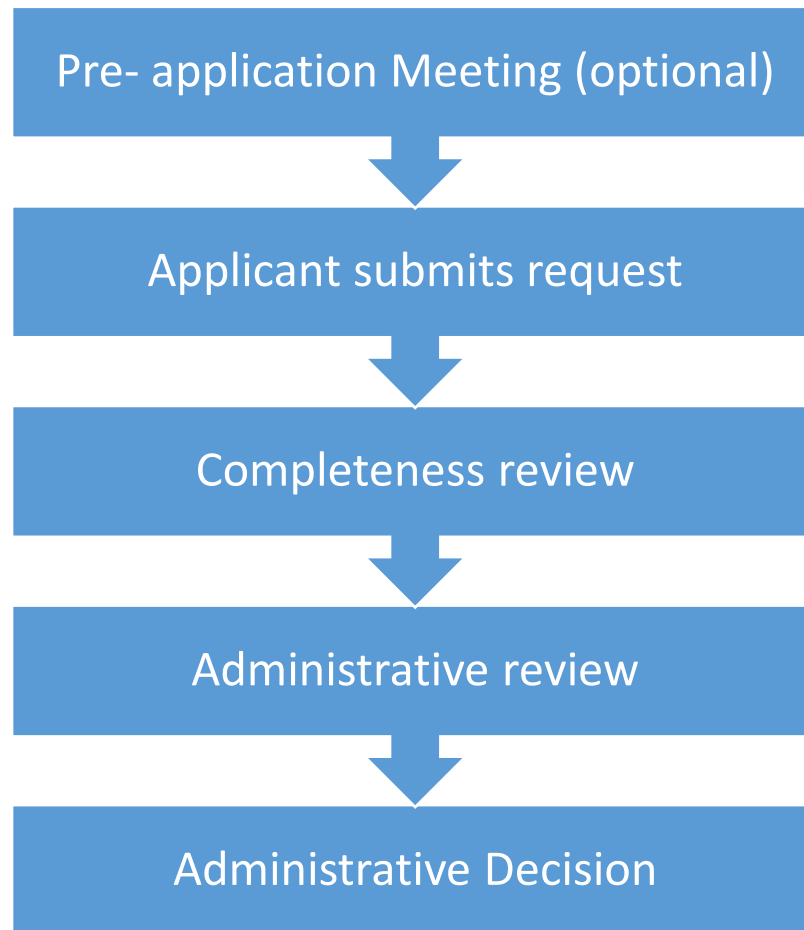 Pre- application Meeting (optional)
Applicant submits request
Completeness review
Administrative review
Administrative Decision